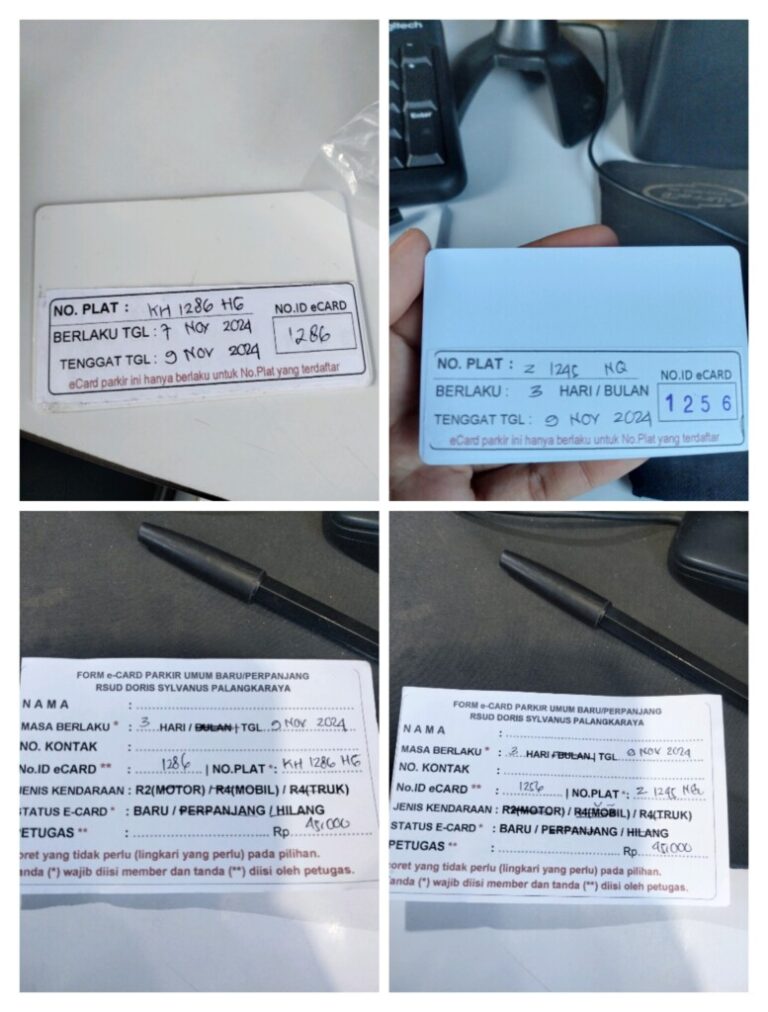 NO. PLAT : KH 1286 HG
NO.ID eCARD
BERLAKU TGL : 7 NOV 2024
1286
TENGGAT TGL : 9 NOV 2024
eCard parkir ini hanya berlaku untuk No.Plat yang terdaftar
Enter
NO. PLAT : Z 1245 NQ
NO.ID eCARD
BERLAKU : 3 HARI / BULAN
1256
TENGGAT TGL : 9 NOV 2024
eCard parkir ini hanya berlaku untuk No.Plat yang terdaftar
FORM e-CARD PARKIR UMUM BARU/PERPANJANG
RSUD DORIS SYLVANUS PALANGKARAYA
N A M A :
MASA BERLAKU * : 3 HARI / BULAN | TGL 9 NOV 2024
NO. KONTAK :
No.ID eCARD ** : 1286 | NO.PLAT *: KH 1286 HG
JENIS KENDARAAN : R2(MOTOR) / R4(MOBIL) / R4(TRUK)
STATUS E-CARD * : BARU / PERPANJANG / HILANG
PETUGAS ** : Rp. 45.000
oret yang tidak perlu (lingkari yang perlu) pada pilihan.
anda (*) wajib diisi member dan tanda (**) diisi oleh petugas.
FORM e-CARD PARKIR UMUM BARU/PERPANJANG
RSUD DORIS SYLVANUS PALANGKARAYA
N A M A :
MASA BERLAKU * : 3 HARI / BULAN | TGL 9 NOV 2024
NO. KONTAK :
No.ID eCARD ** : 1256 | NO.PLAT *: Z 1245
JENIS KENDARAAN : R2(MOTOR) / R4(MOBIL) / R4(TRUK)
STATUS E-CARD * : BARU / PERPANJANG / HILANG
PETUGAS ** : Rp. 45.000
oret yang tidak perlu (lingkari yang perlu) pada pilihan.
anda (*) wajib diisi member dan tanda (**) diisi oleh petugas.